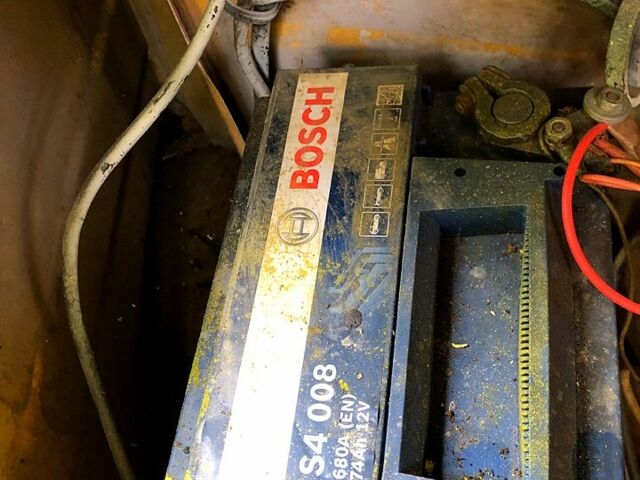 BOSCH
S4 008
680A (EN)
74Ah 12V